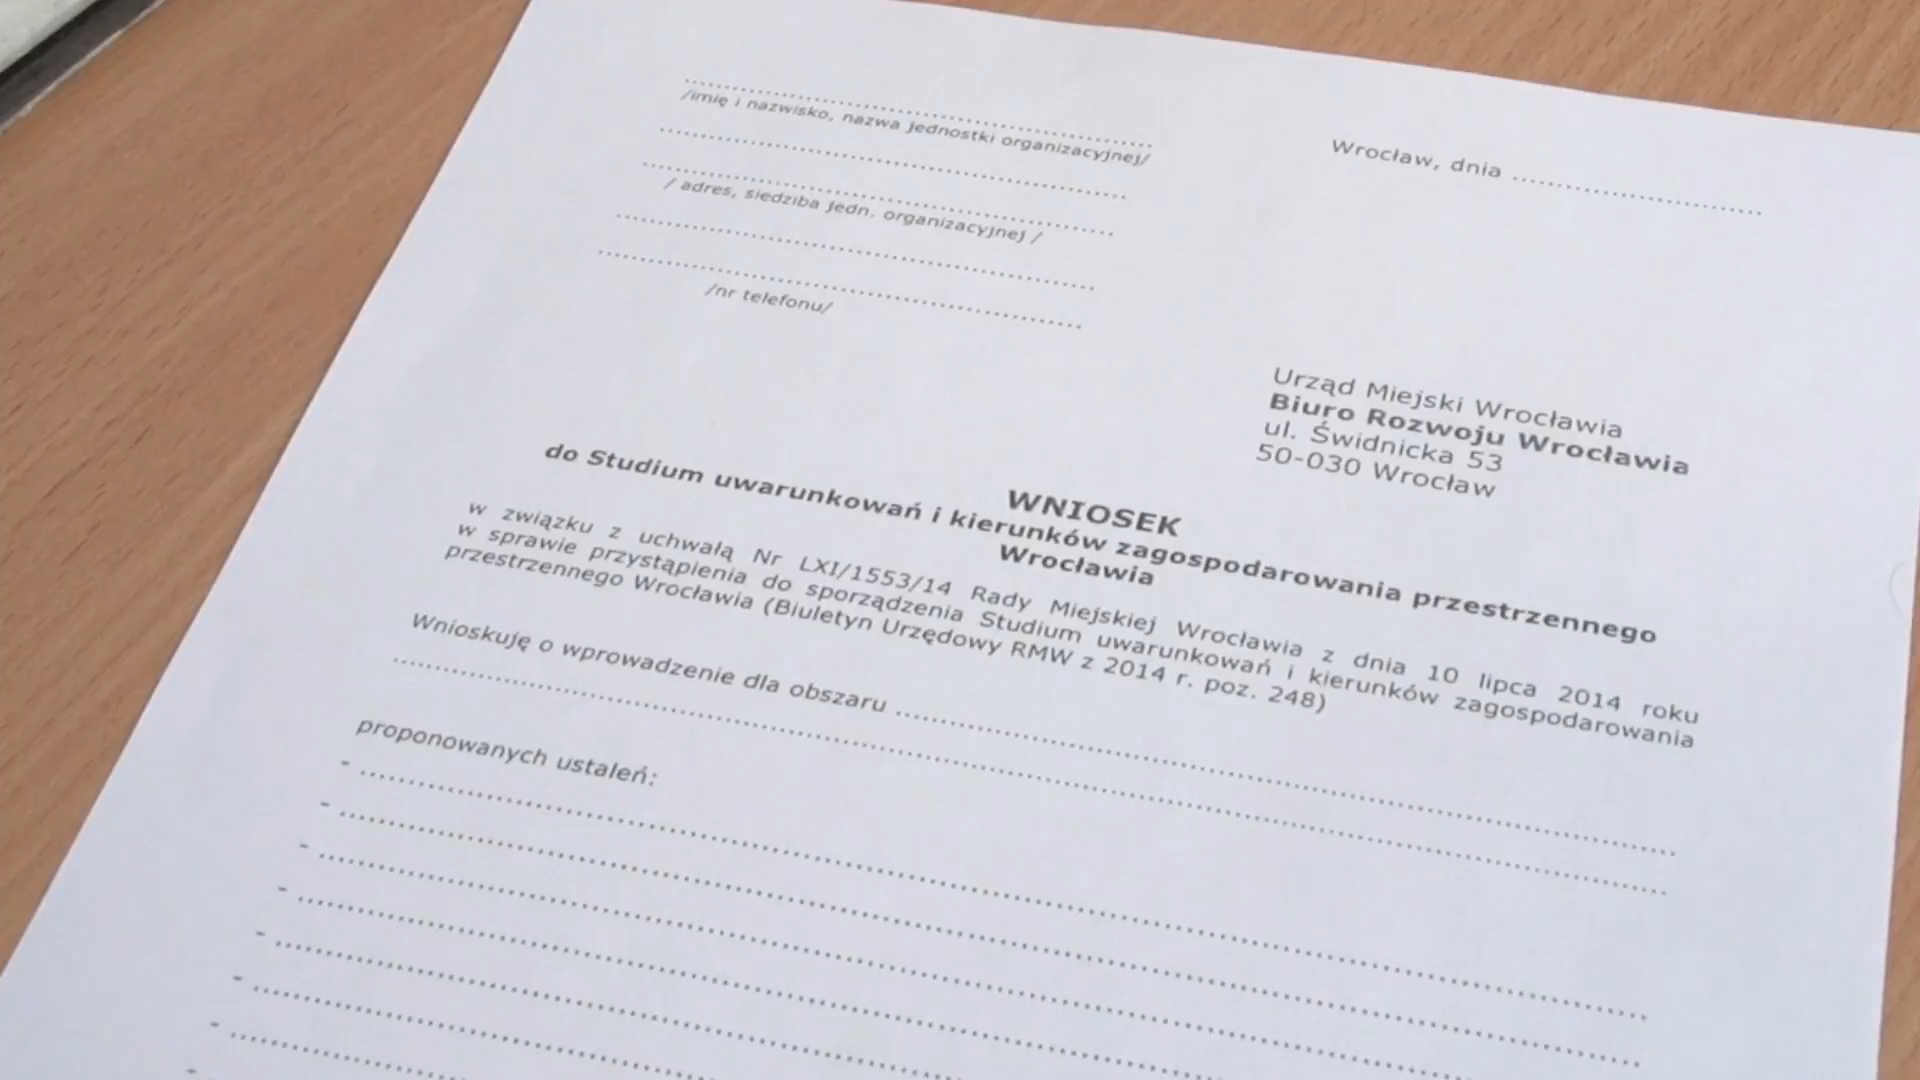 /imię i nazwisko, nazwa jednostki organizacyjnej/
Wrocław, dnia ................................
/ adres, siedziba jedn. organizacyjnej /
/nr telefonu/
Urząd Miejski Wrocławia
Biuro Rozwoju Wrocławia
ul. Świdnicka 53
50-030 Wrocław
WNIOSEK
do Studium uwarunkowań i kierunków zagospodarowania przestrzennego
Wrocławia
w związku z uchwałą Nr LXI/1553/14 Rady Miejskiej Wrocławia z dnia 10 lipca 2014 roku
w sprawie przystąpienia do sporządzenia Studium uwarunkowań i kierunków zagospodarowania
przestrzennego Wrocławia (Biuletyn Urzędowy RMW z 2014 r. poz. 248)
Wnioskuję o wprowadzenie dla obszaru ................................
proponowanych ustaleń: